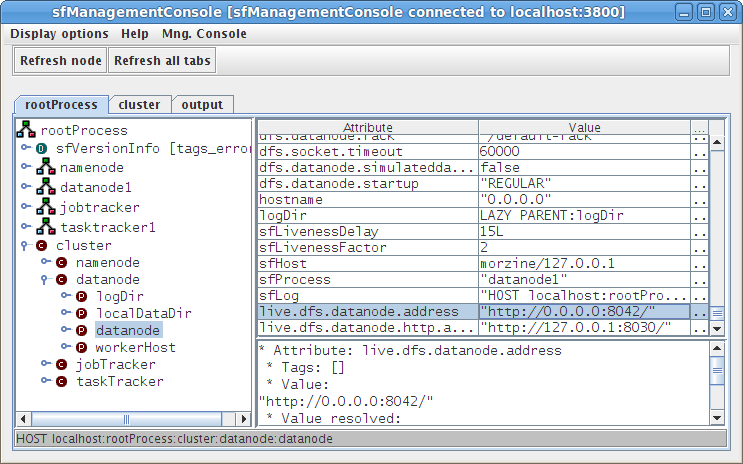 sfManagementConsole [sfManagementConsole connected to localhost:3800]
Display options Help Mng. Console
Refresh node Refresh all tabs
rootProcess cluster output
rootProcess
sfVersionInfo [tags_error
namenode
datanode1
jobtracker
tasktracker1
cluster
namenode
datanode
logDir
localDataDir
datanode
workerHost
jobTracker
taskTracker
Attribute Value ...
dfs.datanode.rack "/default-rack"
dfs.socket.timeout 60000 ..
dfs.datanode.simulatedda... false ..
dfs.datanode.startup "REGULAR" ..
hostname "0.0.0.0" ..
logDir LAZY PARENT:logDir ..
sfLivenessDelay 15L ..
sfLivenessFactor 2 ..
sfHost morzine/127.0.0.1 ..
sfProcess "datanode1" ..
sfLog "HOST localhost:rootPro... ..
live.dfs.datanode.address "http://0.0.0.0:8042/" ..
live.dfs.datanode.http.a... "http://127.0.0.1:8030/" ..
* Attribute: live.dfs.datanode.address
* Tags: []
* Value:
"http://0.0.0.0:8042/"
* Value resolved:
HOST localhost:rootProcess:cluster:datanode:datanode